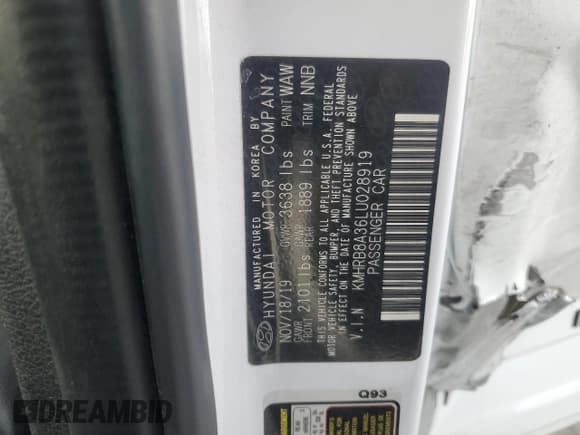 MANUFACTURED IN KOREA BY
HYUNDAI MOTOR COMPANY
NOV/18/19 GVWR 3638 lbs PAINT WAW
GAWR FRONT 2101 lbs GAWR REAR 1889 lbs TRIM NNB
THIS VEHICLE CONFORMS TO ALL APPLICABLE U.S.A. FEDERAL
MOTOR VEHICLE SAFETY, BUMPER, AND THEFT PREVENTION STANDARDS
IN EFFECT ON THE DATE OF MANUFACTURE SHOWN ABOVE
V.I.N KMHRB8A36LU028919
PASSENGER CAR
Q93
DREAMBID